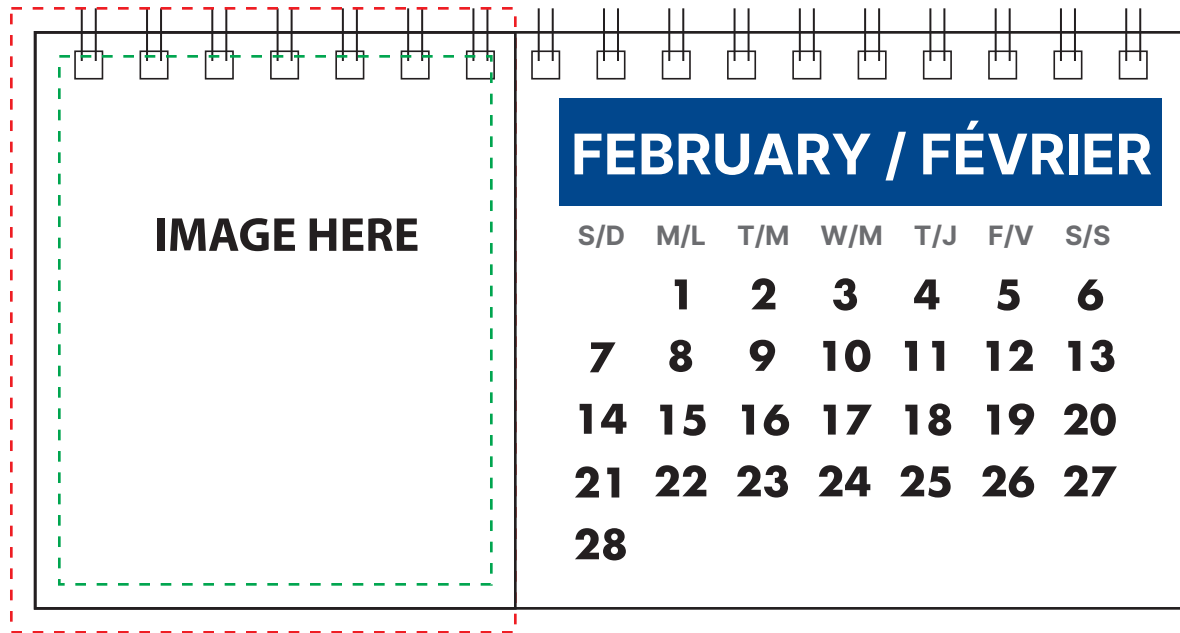 IMAGE HERE
FEBRUARY / FÉVRIER
S/D M/L T/M W/M T/J F/V S/S
1 2 3 4 5 6
7 8 9 10 11 12 13
14 15 16 17 18 19 20
21 22 23 24 25 26 27
28